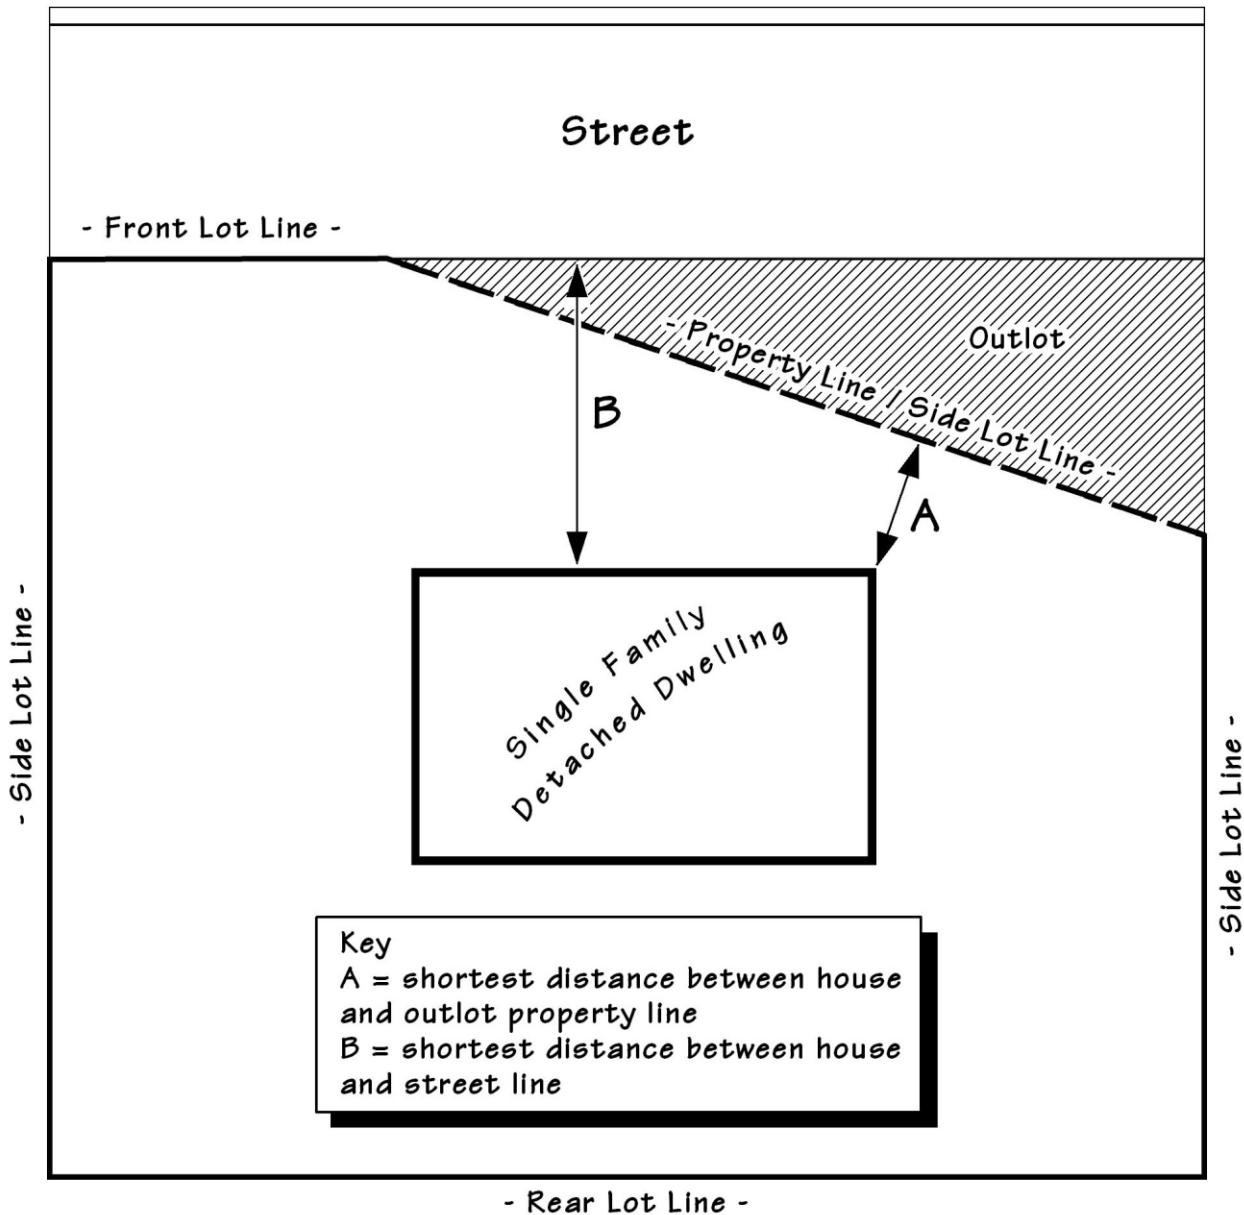 Street
- Front Lot Line -
Outlot
- Property Line / Side Lot Line -
B
A
Single Family
Detached Dwelling
- Side Lot Line -
- Side Lot Line -
Key
A = shortest distance between house
and outlot property line
B = shortest distance between house
and street line
- Rear Lot Line -